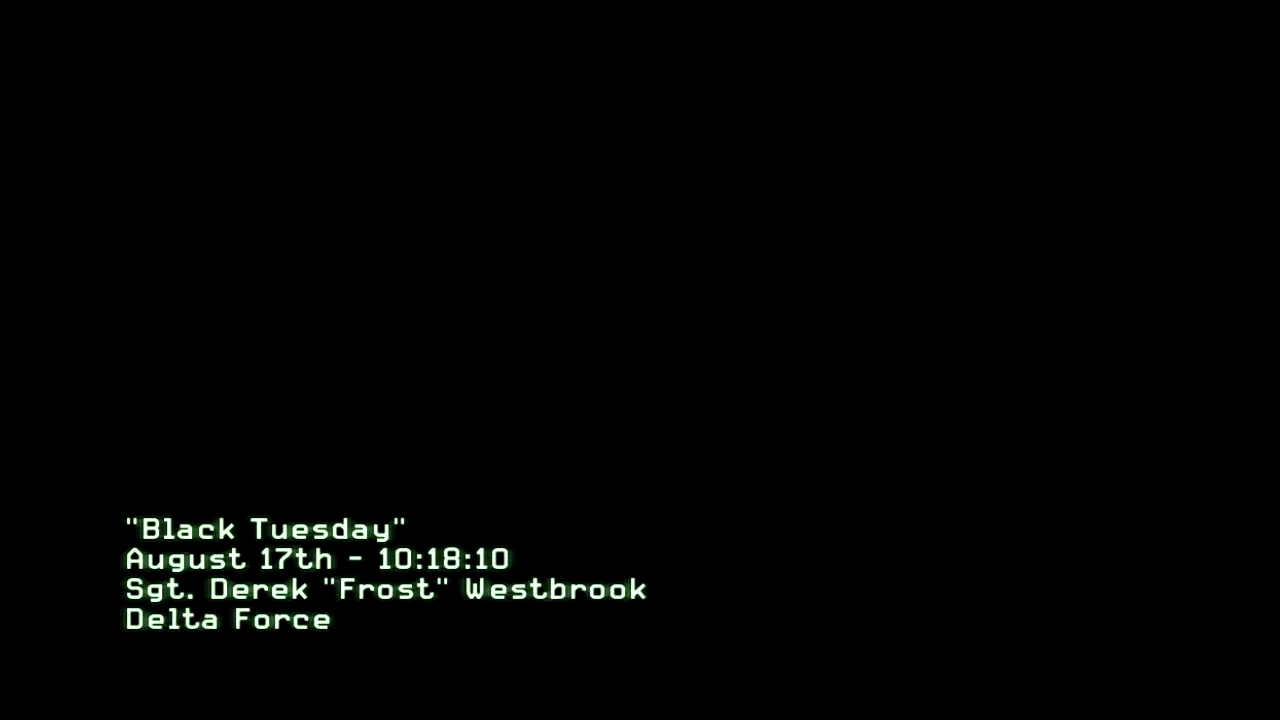 "Black Tuesday"
August 17th - 10:18:10
Sgt. Derek "Frost" Westbrook
Delta Force